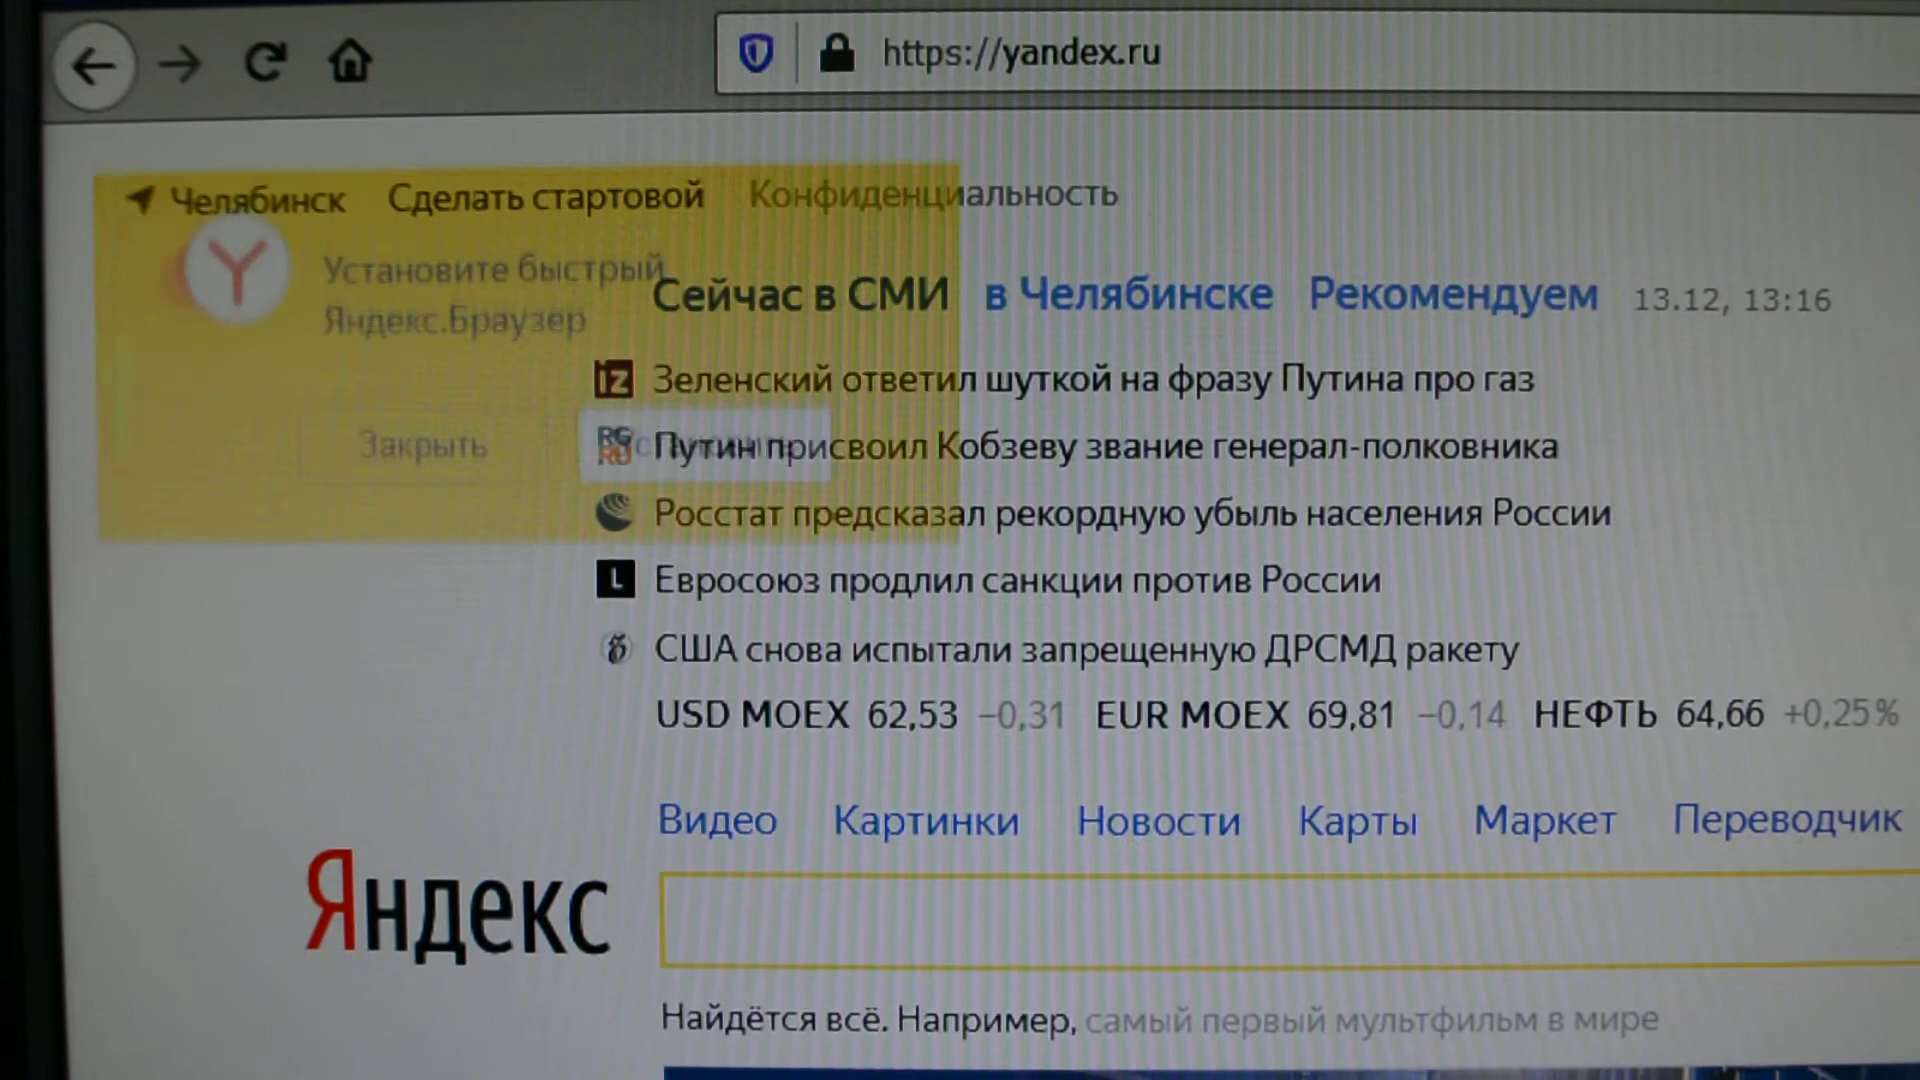 https://yandex.ru
Челябинск Сделать стартовой Конфиденциальность
Установите быстрый
Яндекс.Браузер
Закрыть
Сейчас в СМИ в Челябинске Рекомендуем 13.12, 13:16
Зеленский ответил шуткой на фразу Путина про газ
Путин присвоил Кобзеву звание генерал-полковника
Росстат предсказал рекордную убыль населения России
Евросоюз продлил санкции против России
США снова испытали запрещенную ДРСМД ракету
USD MOEX 62,53 −0,31 EUR MOEX 69,81 −0,14 НЕФТЬ 64,66 +0,25%
Видео Картинки Новости Карты Маркет Переводчик
Яндекс
Найдётся всё. Например, самый первый мультфильм в мире